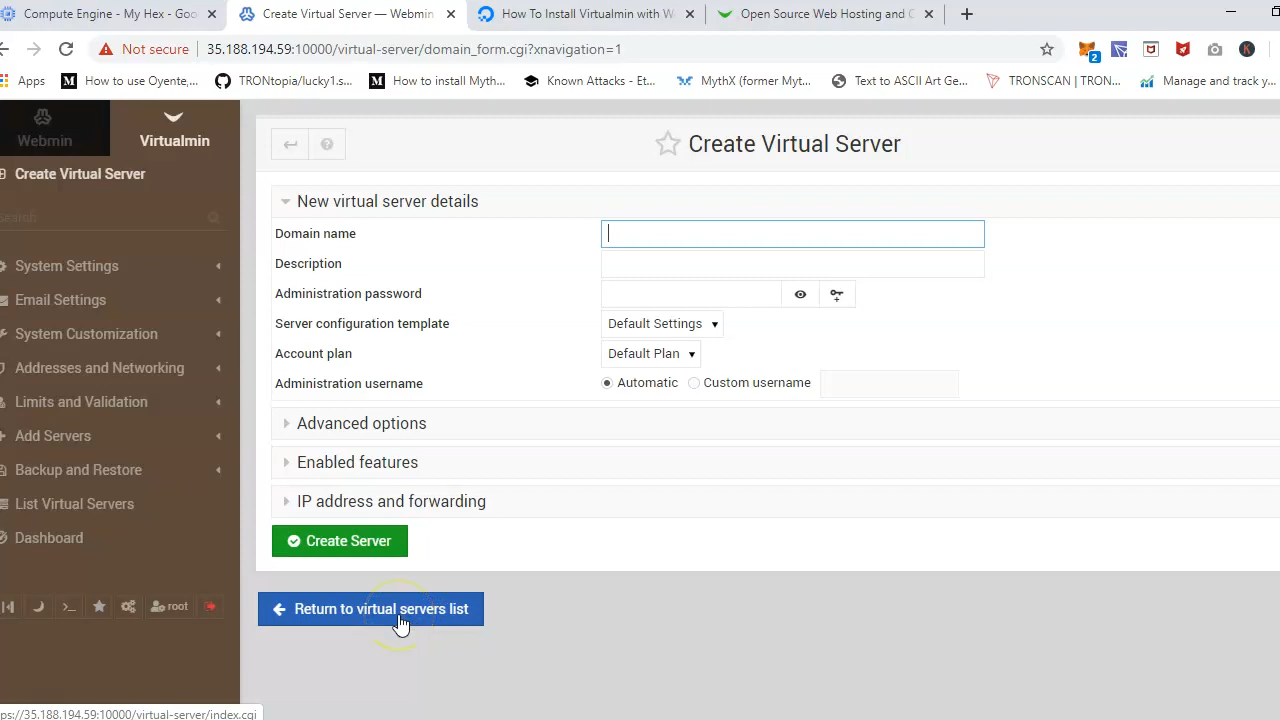 Compute Engine - My Hex - Goo
Create Virtual Server — Webmin
How To Install Virtualmin with W
Open Source Web Hosting and C
Not secure
35.188.194.59:10000/virtual-server/domain_form.cgi?xnavigation=1
2
K
Apps
How to use Oyente,...
TRONtopia/lucky1.s...
How to install Myth...
Known Attacks - Et...
MythX (former Myt...
Text to ASCII Art Ge...
TRONSCAN | TRON...
Manage and track y...
Webmin
Virtualmin
Create Virtual Server
Search
System Settings
Email Settings
System Customization
Addresses and Networking
Limits and Validation
Add Servers
Backup and Restore
List Virtual Servers
Dashboard
root
Create Virtual Server
New virtual server details
Domain name
Description
Administration password
Server configuration template Default Settings
Account plan Default Plan
Administration username Automatic Custom username
Advanced options
Enabled features
IP address and forwarding
Create Server
Return to virtual servers list
ps://35.188.194.59:10000/virtual-server/index.cgi